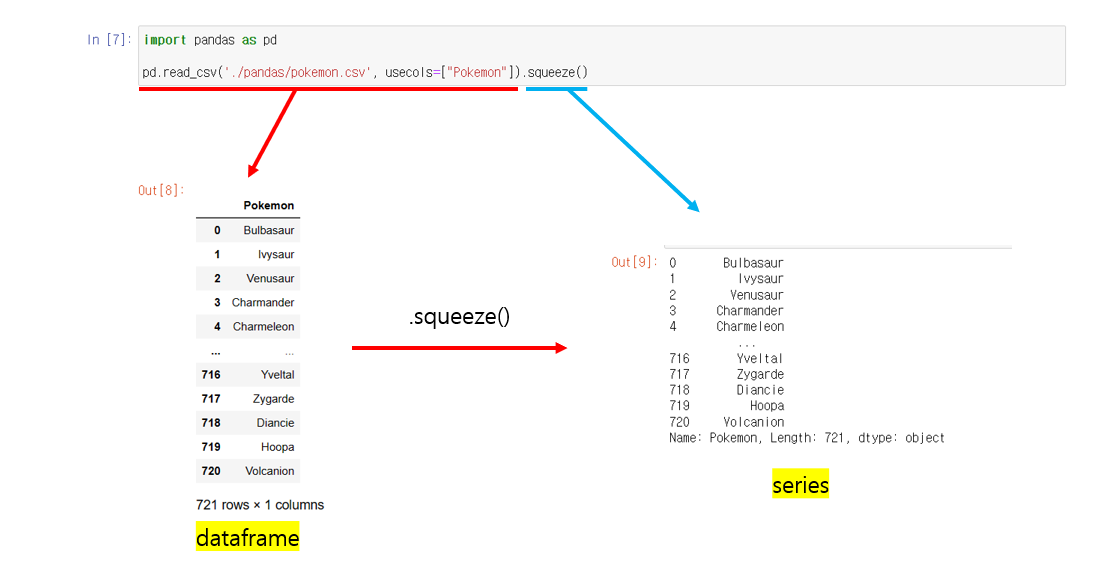 In [7]: import pandas as pd
pd.read_csv('./pandas/pokemon.csv', usecols=["Pokemon"]).squeeze()
Out[8]:
Pokemon
0 Bulbasaur
1 Ivysaur
2 Venusaur
3 Charmander
4 Charmeleon
... ...
716 Yveltal
717 Zygarde
718 Diancie
719 Hoopa
720 Volcanion
721 rows × 1 columns
dataframe
.squeeze()
Out[9]: 0 Bulbasaur
1 Ivysaur
2 Venusaur
3 Charmander
4 Charmeleon
...
716 Yveltal
717 Zygarde
718 Diancie
719 Hoopa
720 Volcanion
Name: Pokemon, Length: 721, dtype: object
series